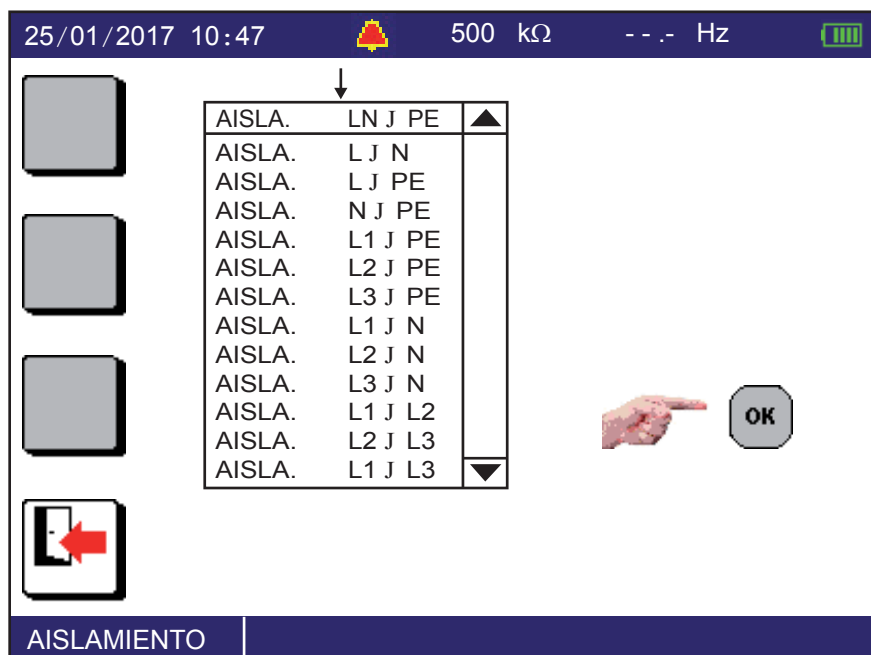 25/01/2017 10:47 500 kΩ - - .- Hz
AISLA. LN J PE
AISLA. L J N
AISLA. L J PE
AISLA. N J PE
AISLA. L1 J PE
AISLA. L2 J PE
AISLA. L3 J PE
AISLA. L1 J N
AISLA. L2 J N
AISLA. L3 J N
AISLA. L1 J L2
AISLA. L2 J L3
AISLA. L1 J L3
OK
AISLAMIENTO